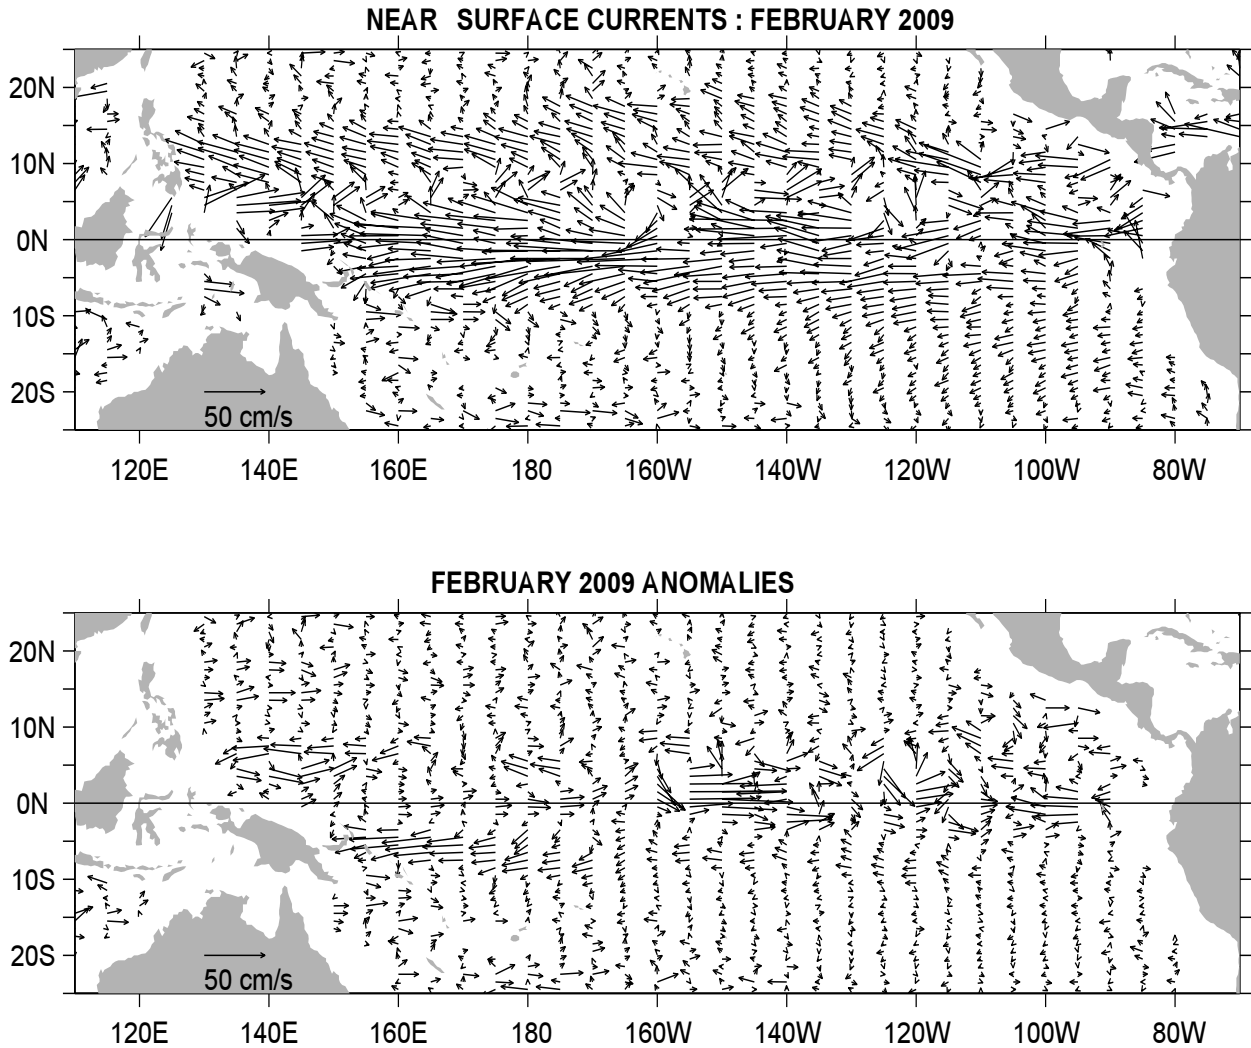 NEAR SURFACE CURRENTS : FEBRUARY 2009
20N
10N
0N
10S
20S
50 cm/s
120E 140E 160E 180 160W 140W 120W 100W 80W
FEBRUARY 2009 ANOMALIES
20N
10N
0N
10S
20S
50 cm/s
120E 140E 160E 180 160W 140W 120W 100W 80W